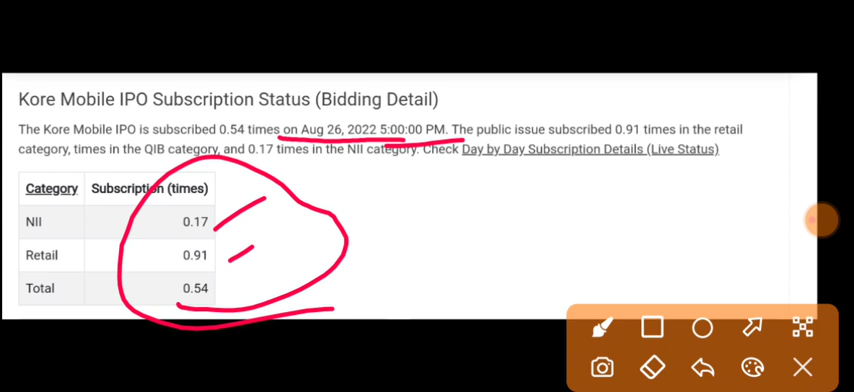 Kore Mobile IPO Subscription Status (Bidding Detail)
The Kore Mobile IPO is subscribed 0.54 times on Aug 26, 2022 5:00:00 PM. The public issue subscribed 0.91 times in the retail
category, times in the QIB category, and 0.17 times in the NII category. Check Day by Day Subscription Details (Live Status)
Category Subscription (times)
NII 0.17
Retail 0.91
Total 0.54